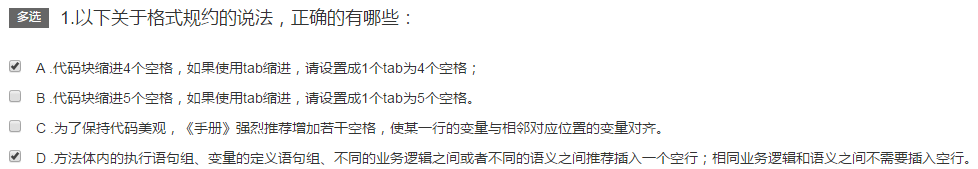 多选 1.以下关于格式规约的说法，正确的有哪些：
A .代码块缩进4个空格，如果使用tab缩进，请设置成1个tab为4个空格；
B .代码块缩进5个空格，如果使用tab缩进，请设置成1个tab为5个空格。
C .为了保持代码美观，《手册》强烈推荐增加若干空格，使某一行的变量与相邻对应位置的变量对齐。
D .方法体内的执行语句组、变量的定义语句组、不同的业务逻辑之间或者不同的语义之间推荐插入一个空行；相同业务逻辑和语义之间不需要插入空行。